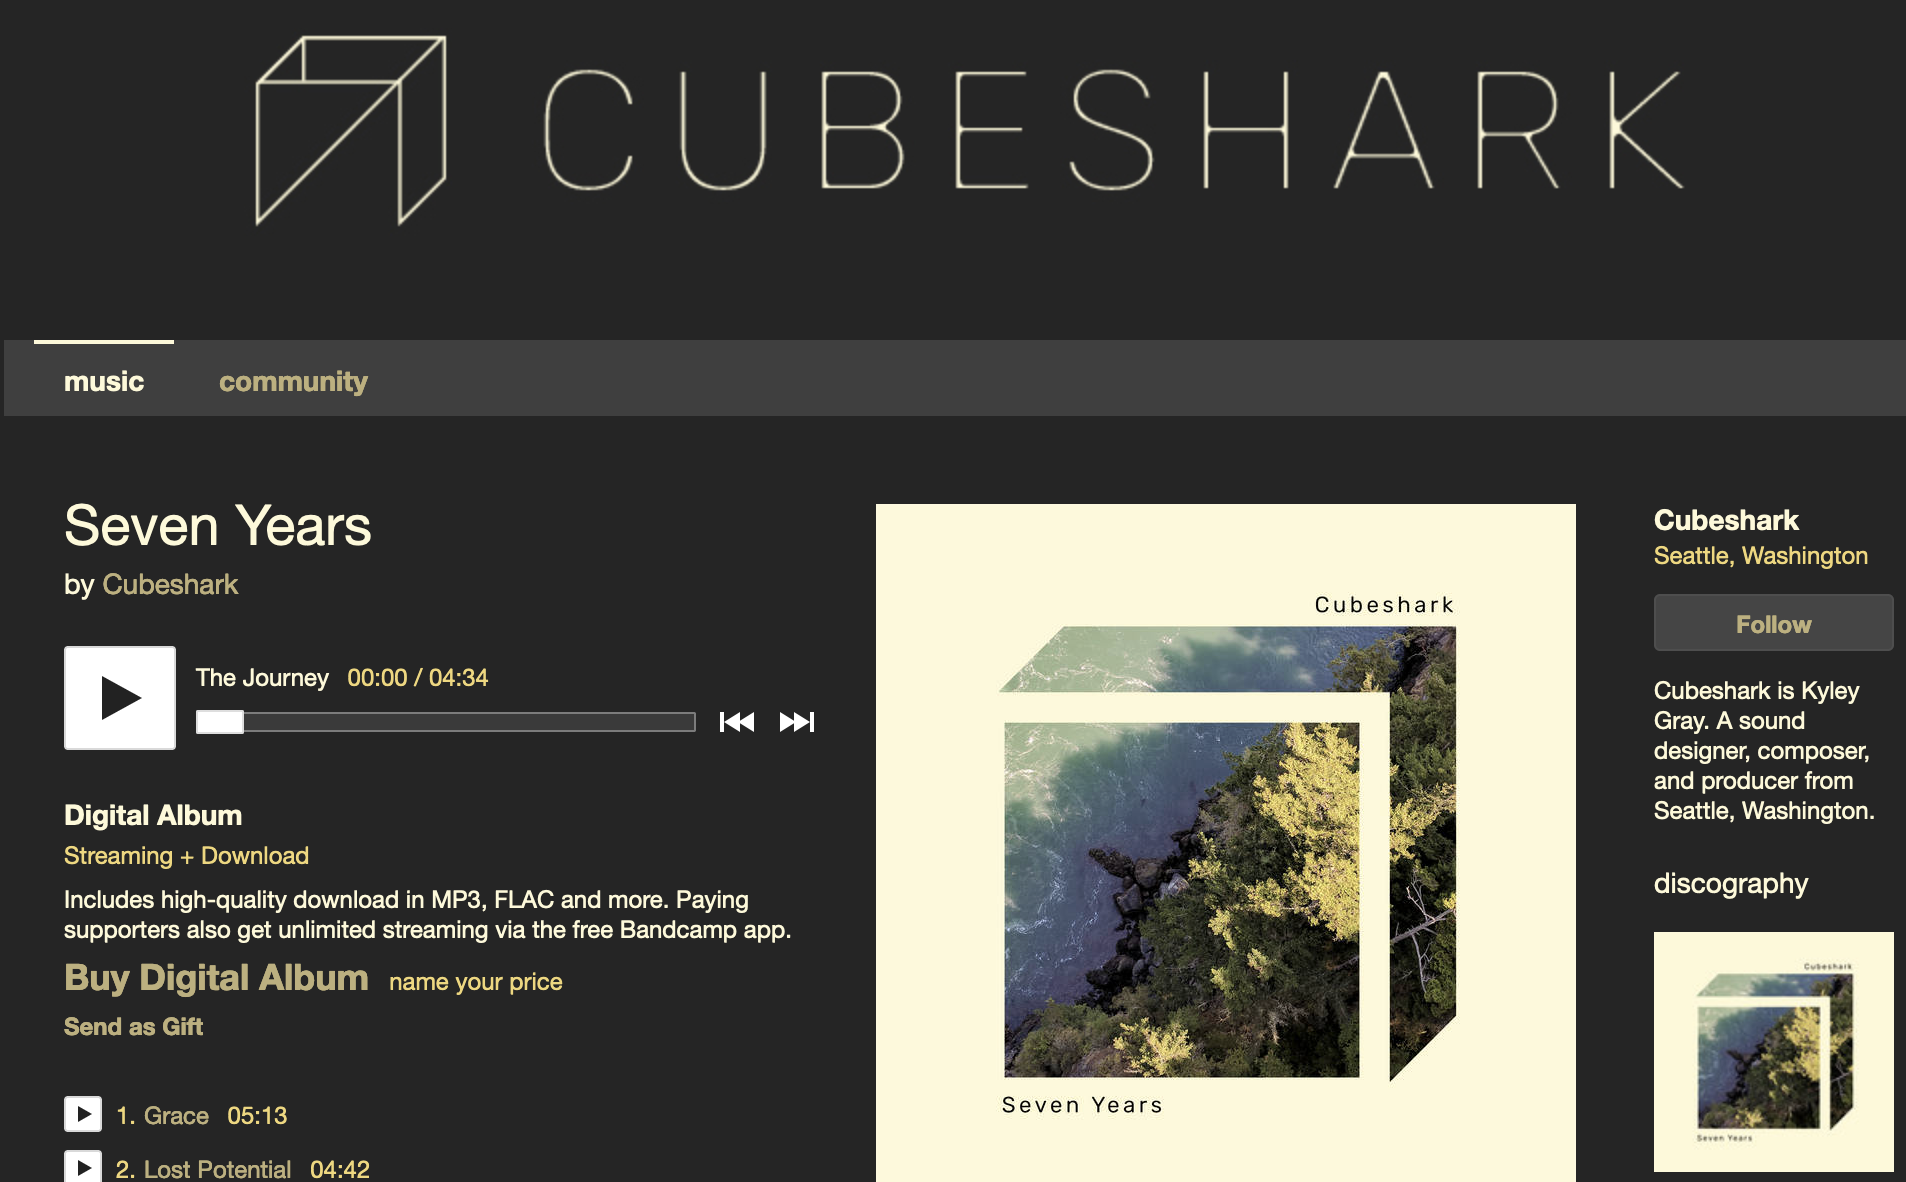 CUBESHARK
music
community
Seven Years
by Cubeshark
The Journey 00:00 / 04:34
Digital Album
Streaming + Download
Includes high-quality download in MP3, FLAC and more. Paying
supporters also get unlimited streaming via the free Bandcamp app.
Buy Digital Album name your price
Send as Gift
1. Grace 05:13
2. Lost Potential 04:42
Cubeshark
Seven Years
Cubeshark
Seattle, Washington
Follow
Cubeshark is Kyley
Gray. A sound
designer, composer,
and producer from
Seattle, Washington.
discography
Cubeshark
Seven Years